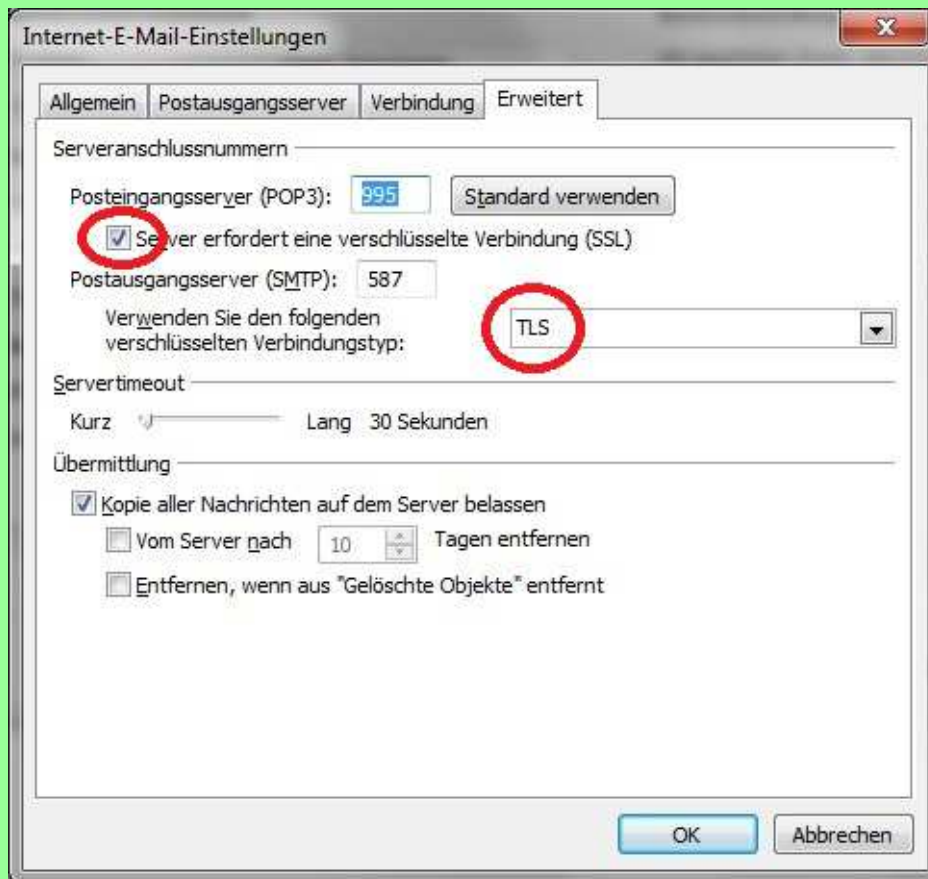 Internet-E-Mail-Einstellungen
Allgemein Postausgangsserver Verbindung Erweitert
Serveranschlussnummern
Posteingangsserver (POP3): 995 Standard verwenden
Server erfordert eine verschlüsselte Verbindung (SSL)
Postausgangsserver (SMTP): 587
Verwenden Sie den folgenden
verschlüsselten Verbindungstyp: TLS
Servertimeout
Kurz Lang 30 Sekunden
Übermittlung
Kopie aller Nachrichten auf dem Server belassen
Vom Server nach 10 Tagen entfernen
Entfernen, wenn aus "Gelöschte Objekte" entfernt
OK Abbrechen